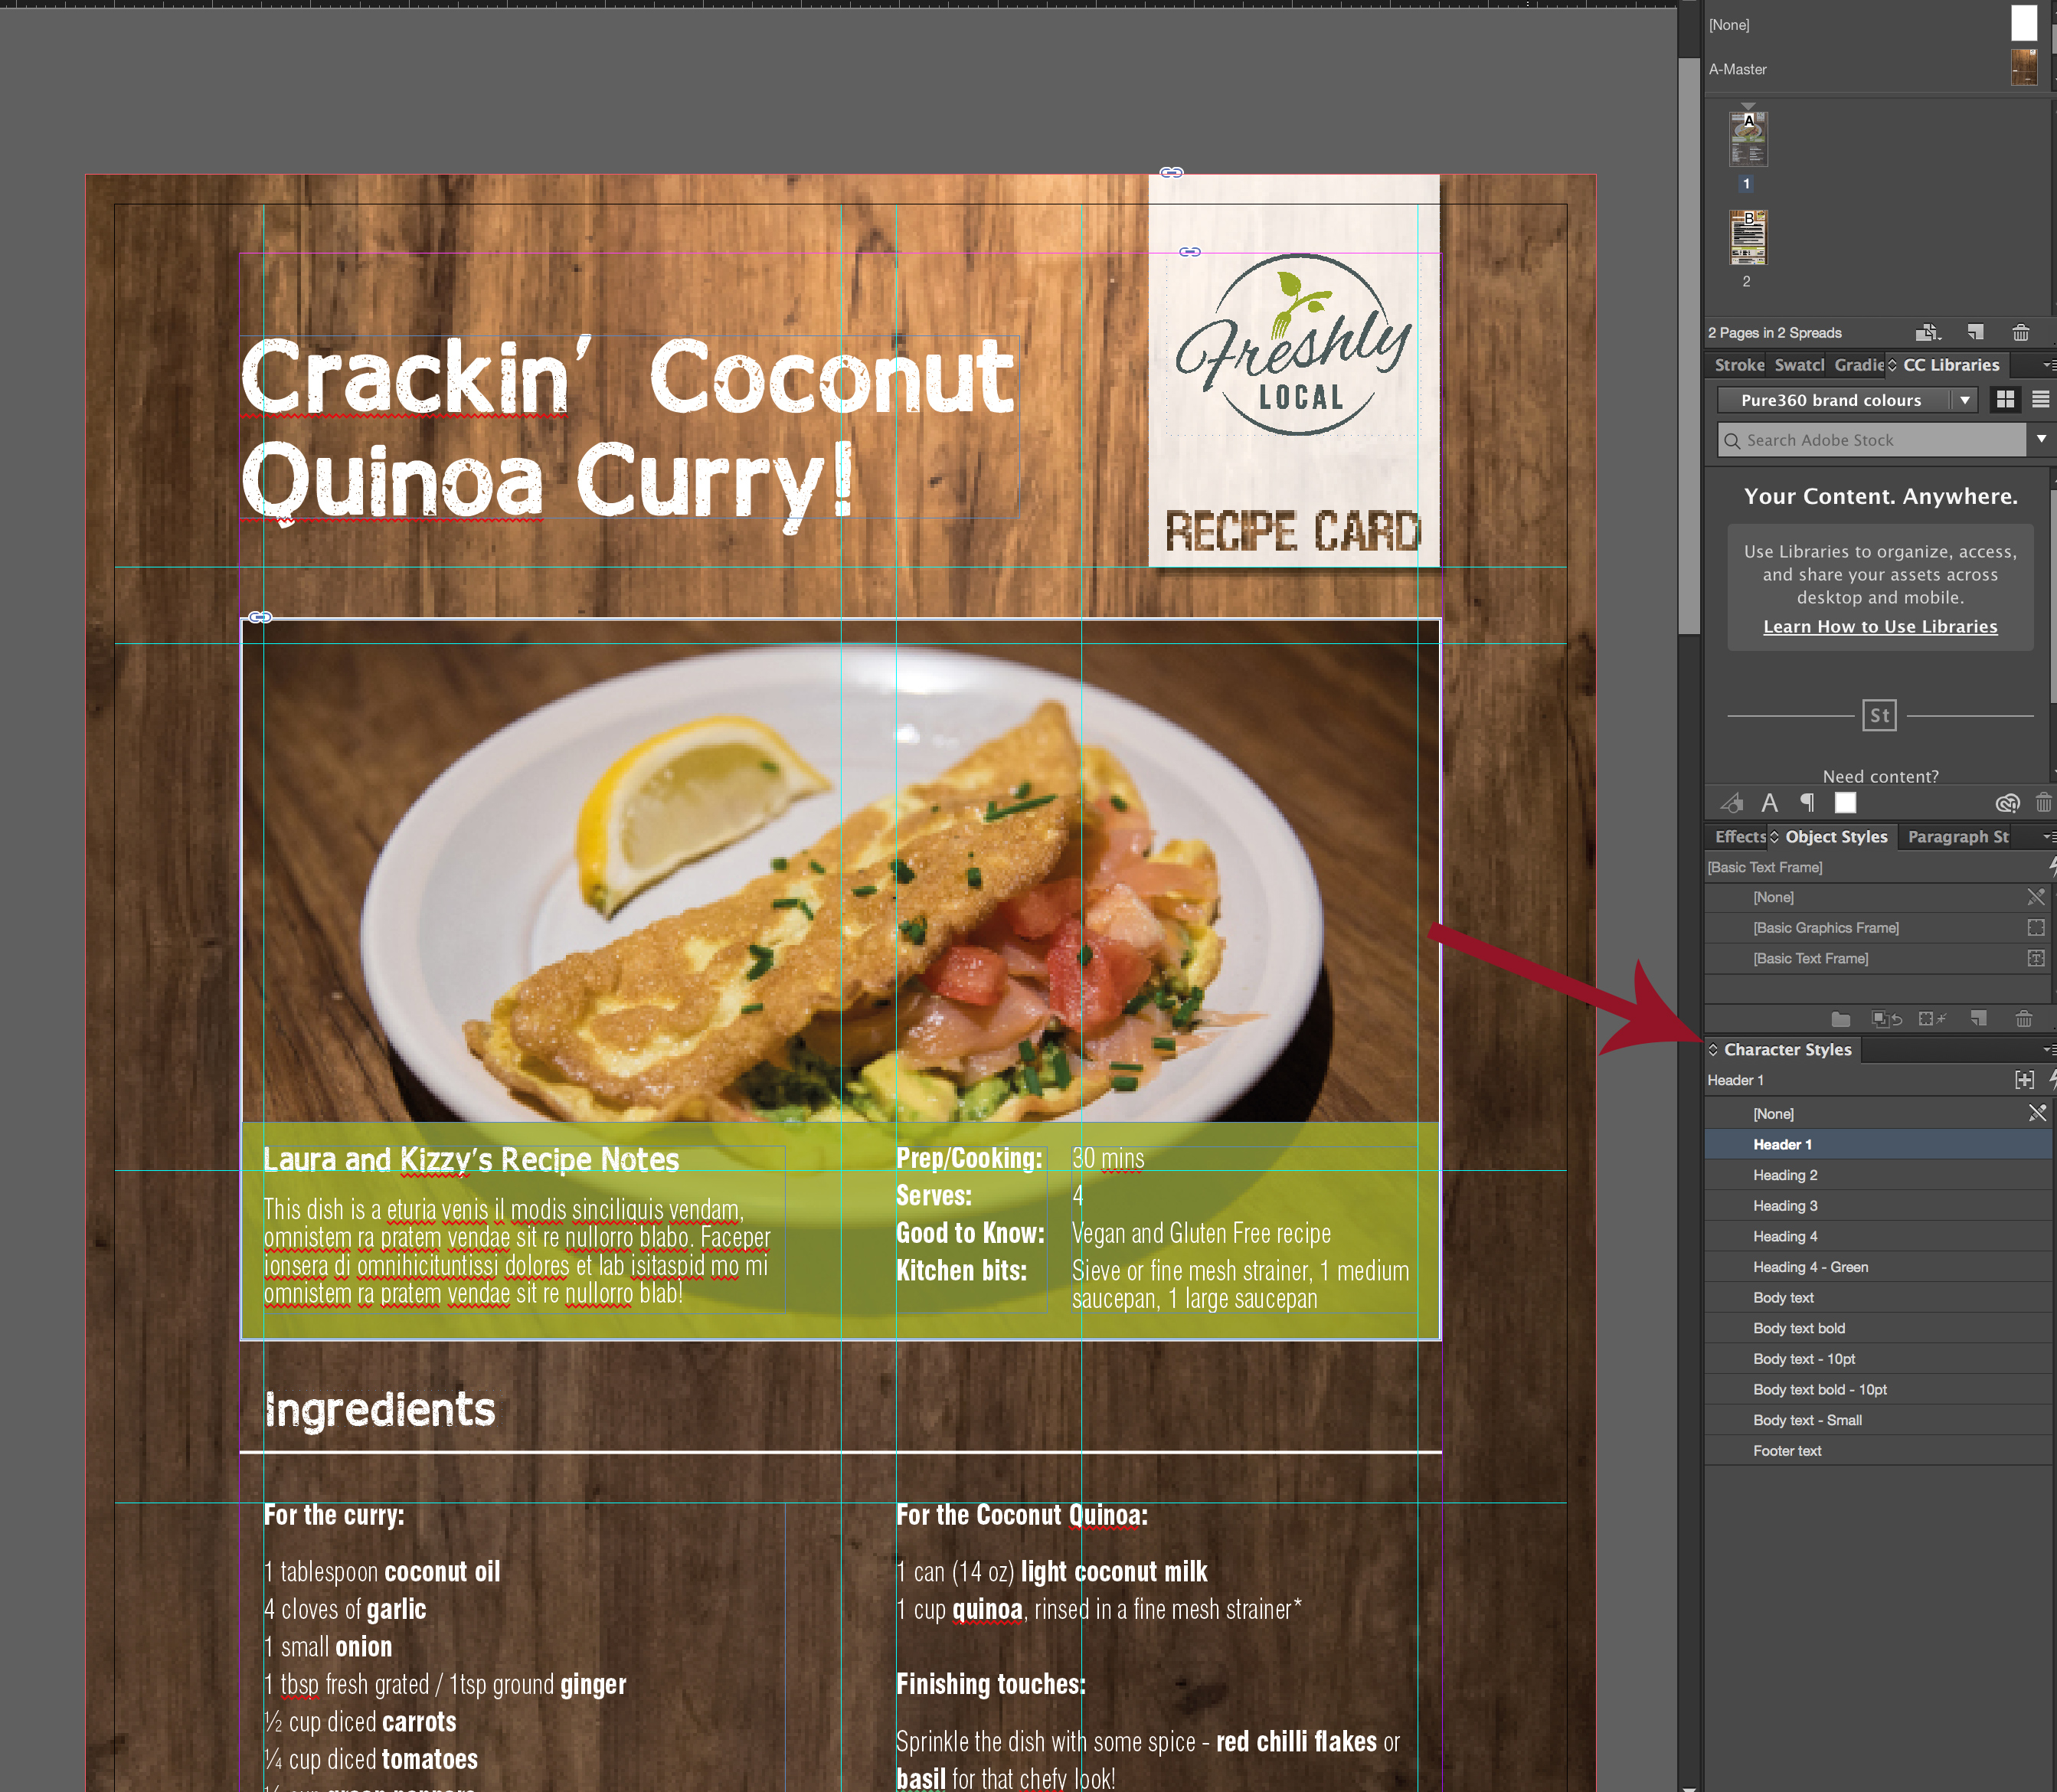 Crackin’ Coconut
Quinoa Curry!
Freshly
LOCAL
RECIPE CARD
Laura and Kizzy’s Recipe Notes
This dish is a eturia venis il modis sinciliquis vendam,
omnistem ra pratem vendae sit re nullorro blabo. Faceper
ionsera di omnihicituntissi dolores et lab isitaspid mo mi
omnistem ra pratem vendae sit re nullorro blab!
Prep/Cooking: 30 mins
Serves: 4
Good to Know: Vegan and Gluten Free recipe
Kitchen bits: Sieve or fine mesh strainer, 1 medium
saucepan, 1 large saucepan
Ingredients
For the curry:
1 tablespoon coconut oil
4 cloves of garlic
1 small onion
1 tbsp fresh grated / 1tsp ground ginger
½ cup diced carrots
¼ cup diced tomatoes
For the Coconut Quinoa:
1 can (14 oz) light coconut milk
1 cup quinoa, rinsed in a fine mesh strainer*
Finishing touches:
Sprinkle the dish with some spice - red chilli flakes or
basil for that chefy look!
[None]
A-Master
A
1
B
2
2 Pages in 2 Spreads
Stroke Swatcl Gradie CC Libraries
Pure360 brand colours
Search Adobe Stock
Your Content. Anywhere.
Use Libraries to organize, access,
and share your assets across
desktop and mobile.
Learn How to Use Libraries
St
Need content?
Effects Object Styles Paragraph St
[Basic Text Frame]
[None]
[Basic Graphics Frame]
[Basic Text Frame]
Character Styles
Header 1
[None]
Header 1
Heading 2
Heading 3
Heading 4
Heading 4 - Green
Body text
Body text bold
Body text - 10pt
Body text bold - 10pt
Body text - Small
Footer text